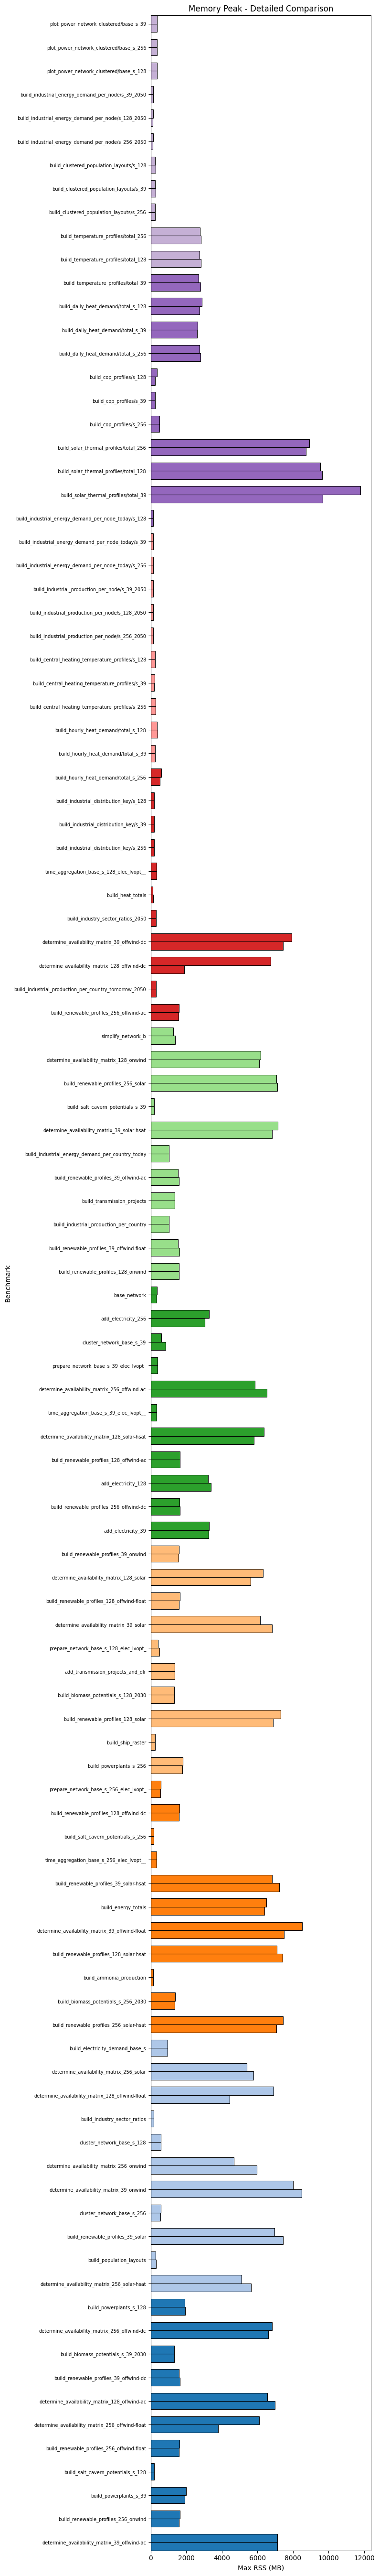 Memory Peak - Detailed Comparison
plot_power_network_clustered/base_s_39
plot_power_network_clustered/base_s_256
plot_power_network_clustered/base_s_128
build_industrial_energy_demand_per_node/s_39_2050
build_industrial_energy_demand_per_node/s_128_2050
build_industrial_energy_demand_per_node/s_256_2050
build_clustered_population_layouts/s_128
build_clustered_population_layouts/s_39
build_clustered_population_layouts/s_256
build_temperature_profiles/total_256
build_temperature_profiles/total_128
build_temperature_profiles/total_39
build_daily_heat_demand/total_s_128
build_daily_heat_demand/total_s_39
build_daily_heat_demand/total_s_256
build_cop_profiles/s_128
build_cop_profiles/s_39
build_cop_profiles/s_256
build_solar_thermal_profiles/total_256
build_solar_thermal_profiles/total_128
build_solar_thermal_profiles/total_39
build_industrial_energy_demand_per_node_today/s_128
build_industrial_energy_demand_per_node_today/s_39
build_industrial_energy_demand_per_node_today/s_256
build_industrial_production_per_node/s_39_2050
build_industrial_production_per_node/s_128_2050
build_industrial_production_per_node/s_256_2050
build_central_heating_temperature_profiles/s_128
build_central_heating_temperature_profiles/s_39
build_central_heating_temperature_profiles/s_256
build_hourly_heat_demand/total_s_128
build_hourly_heat_demand/total_s_39
build_hourly_heat_demand/total_s_256
build_industrial_distribution_key/s_128
build_industrial_distribution_key/s_39
build_industrial_distribution_key/s_256
time_aggregation_base_s_128_elec_lvopt__
build_heat_totals
build_industry_sector_ratios_2050
determine_availability_matrix_39_offwind-dc
determine_availability_matrix_128_offwind-dc
build_industrial_production_per_country_tomorrow_2050
build_renewable_profiles_256_offwind-ac
simplify_network_b
determine_availability_matrix_128_onwind
build_renewable_profiles_256_solar
build_salt_cavern_potentials_s_39
determine_availability_matrix_39_solar-hsat
build_industrial_energy_demand_per_country_today
build_renewable_profiles_39_offwind-ac
build_transmission_projects
build_industrial_production_per_country
build_renewable_profiles_39_offwind-float
build_renewable_profiles_128_onwind
Benchmark
base_network
add_electricity_256
cluster_network_base_s_39
prepare_network_base_s_39_elec_lvopt_
determine_availability_matrix_256_offwind-ac
time_aggregation_base_s_39_elec_lvopt__
determine_availability_matrix_128_solar-hsat
build_renewable_profiles_128_offwind-ac
add_electricity_128
build_renewable_profiles_256_offwind-dc
add_electricity_39
build_renewable_profiles_39_onwind
determine_availability_matrix_128_solar
build_renewable_profiles_128_offwind-float
determine_availability_matrix_39_solar
prepare_network_base_s_128_elec_lvopt_
add_transmission_projects_and_dlr
build_biomass_potentials_s_128_2030
build_renewable_profiles_128_solar
build_ship_raster
build_powerplants_s_256
prepare_network_base_s_256_elec_lvopt_
build_renewable_profiles_128_offwind-dc
build_salt_cavern_potentials_s_256
time_aggregation_base_s_256_elec_lvopt__
build_renewable_profiles_39_solar-hsat
build_energy_totals
determine_availability_matrix_39_offwind-float
build_renewable_profiles_128_solar-hsat
build_ammonia_production
build_biomass_potentials_s_256_2030
build_renewable_profiles_256_solar-hsat
build_electricity_demand_base_s
determine_availability_matrix_256_solar
determine_availability_matrix_128_offwind-float
build_industry_sector_ratios
cluster_network_base_s_128
determine_availability_matrix_256_onwind
determine_availability_matrix_39_onwind
cluster_network_base_s_256
build_renewable_profiles_39_solar
build_population_layouts
determine_availability_matrix_256_solar-hsat
build_powerplants_s_128
determine_availability_matrix_256_offwind-dc
build_biomass_potentials_s_39_2030
build_renewable_profiles_39_offwind-dc
determine_availability_matrix_128_offwind-ac
determine_availability_matrix_256_offwind-float
build_renewable_profiles_256_offwind-float
build_salt_cavern_potentials_s_128
build_powerplants_s_39
build_renewable_profiles_256_onwind
determine_availability_matrix_39_offwind-ac
0 2000 4000 6000 8000 10000 12000
Max RSS (MB)